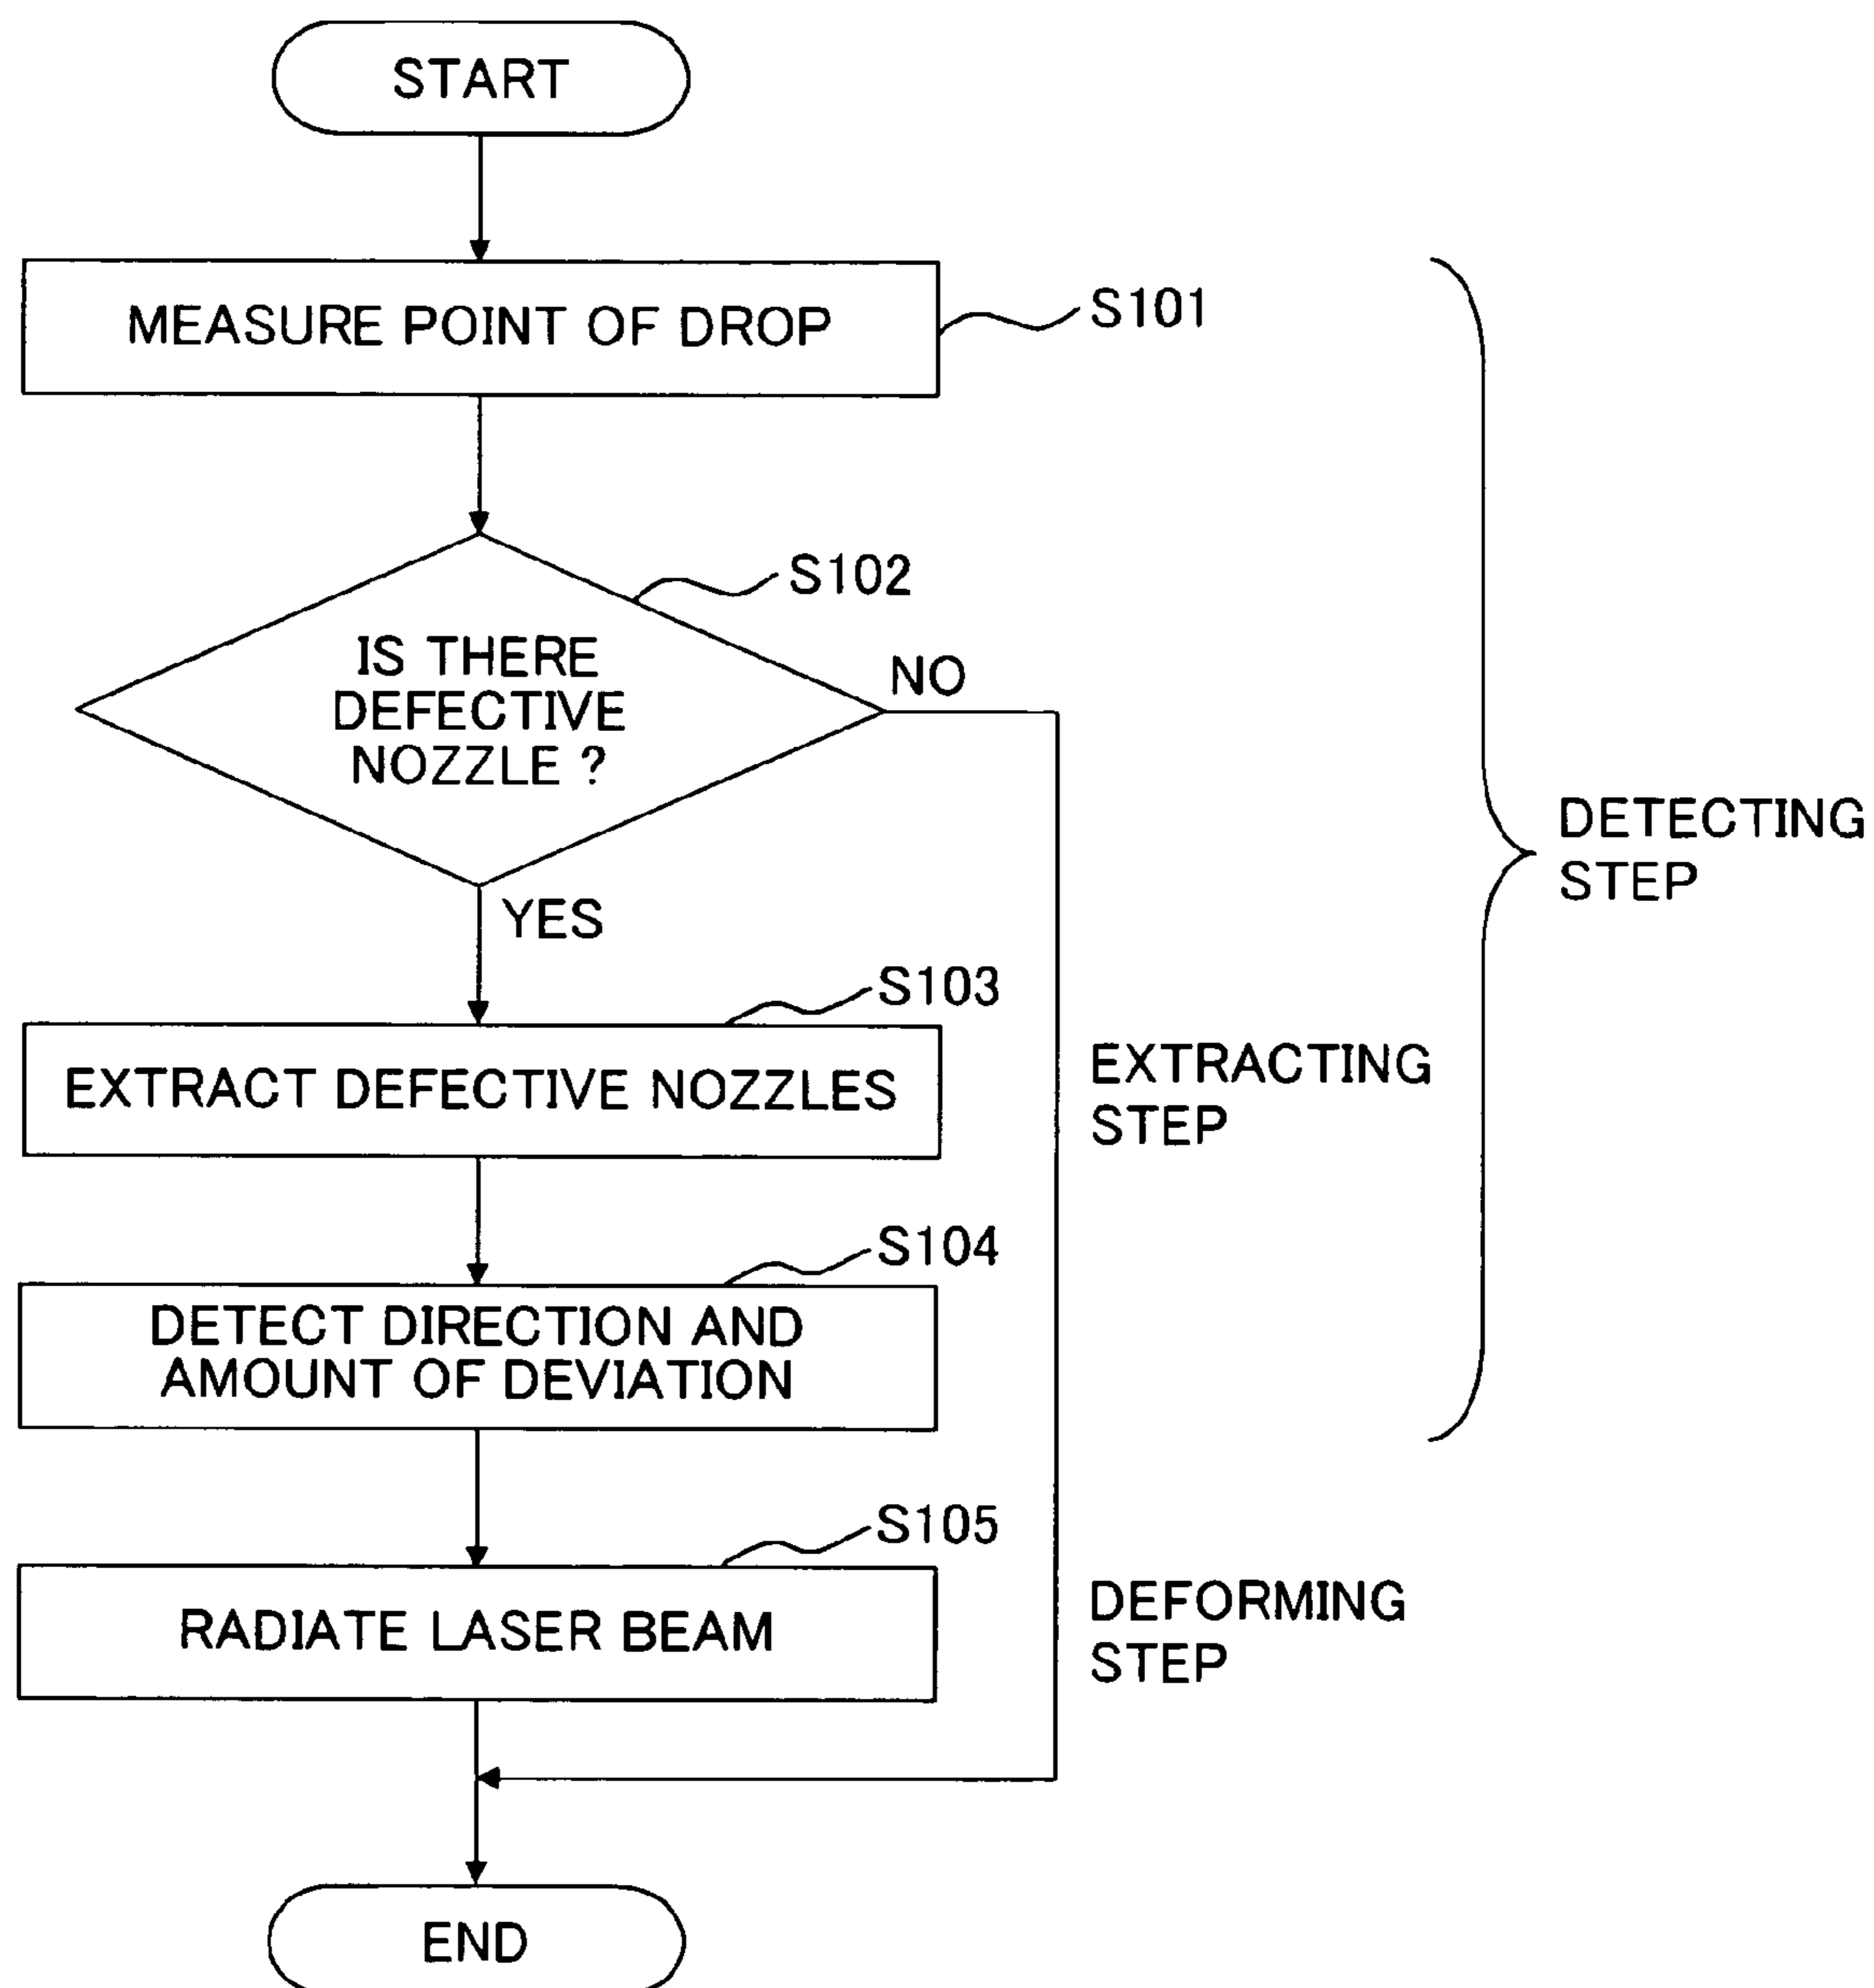 START
MEASURE POINT OF DROP
S101
S102
IS THERE
DEFECTIVE
NOZZLE ?
NO
YES
DETECTING
STEP
S103
EXTRACT DEFECTIVE NOZZLES
EXTRACTING
STEP
S104
DETECT DIRECTION AND
AMOUNT OF DEVIATION
S105
RADIATE LASER BEAM
DEFORMING
STEP
END